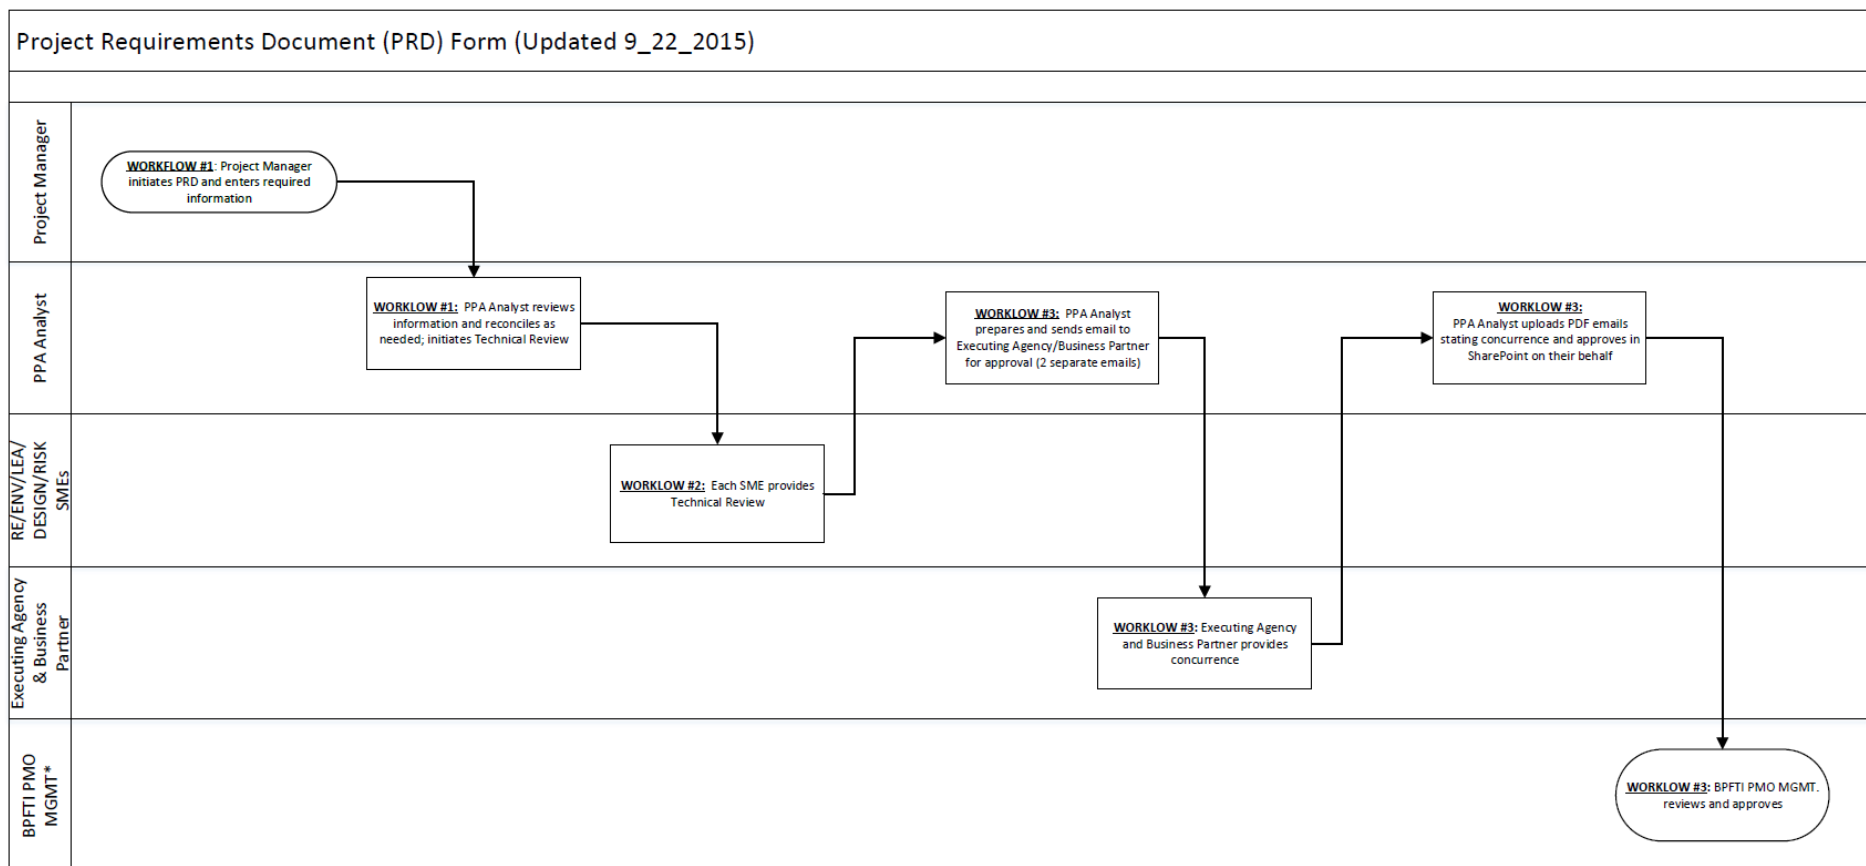 Project Requirements Document (PRD) Form (Updated 9_22_2015)
Project Manager
WORKFLOW #1: Project Manager
initiates PRD and enters required
information
PPA Analyst
WORKLOW #1: PPA Analyst reviews
information and reconciles as
needed; initiates Technical Review
WORKLOW #3: PPA Analyst
prepares and sends email to
Executing Agency/Business Partner
for approval (2 separate emails)
WORKLOW #3:
PPA Analyst uploads PDF emails
stating concurrence and approves in
SharePoint on their behalf
RE/ENV/LEA/
DESIGN/RISK
SMEs
WORKLOW #2: Each SME provides
Technical Review
Executing Agency
& Business
Partner
WORKLOW #3: Executing Agency
and Business Partner provides
concurrence
BPFTI PMO
MGMT*
WORKLOW #3: BPFTI PMO MGMT.
reviews and approves